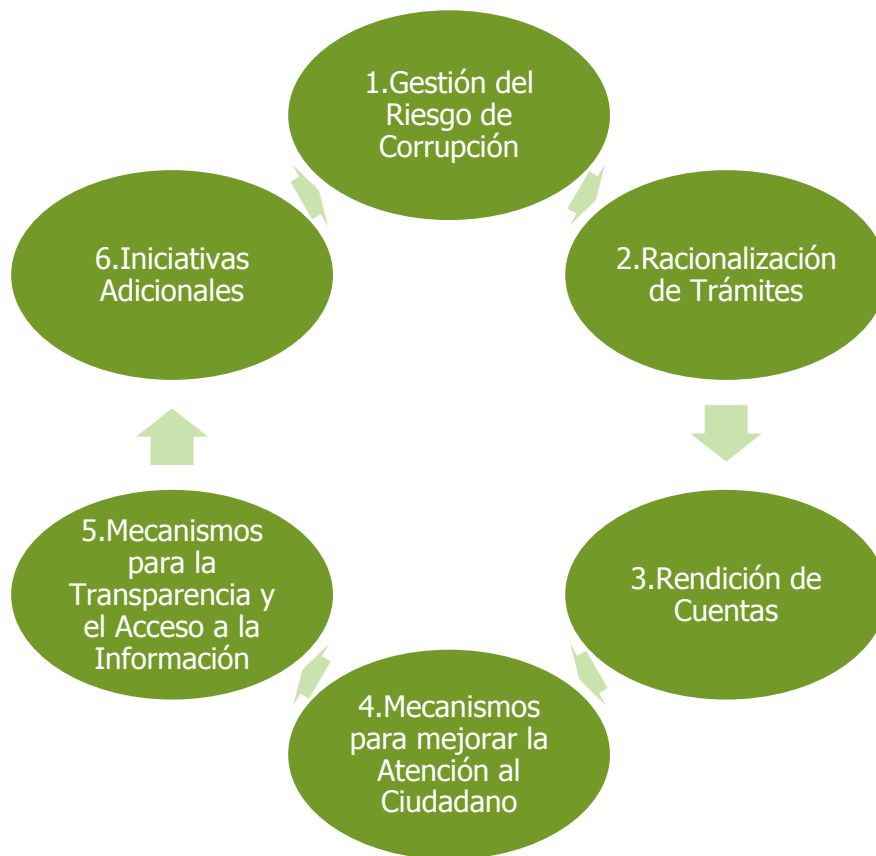 1.Gestión del
Riesgo de
Corrupción
2.Racionalización
de Trámites
3.Rendición de
Cuentas
4.Mecanismos
para mejorar la
Atención al
Ciudadano
5.Mecanismos
para la
Transparencia y
el Acceso a la
Información
6.Iniciativas
Adicionales